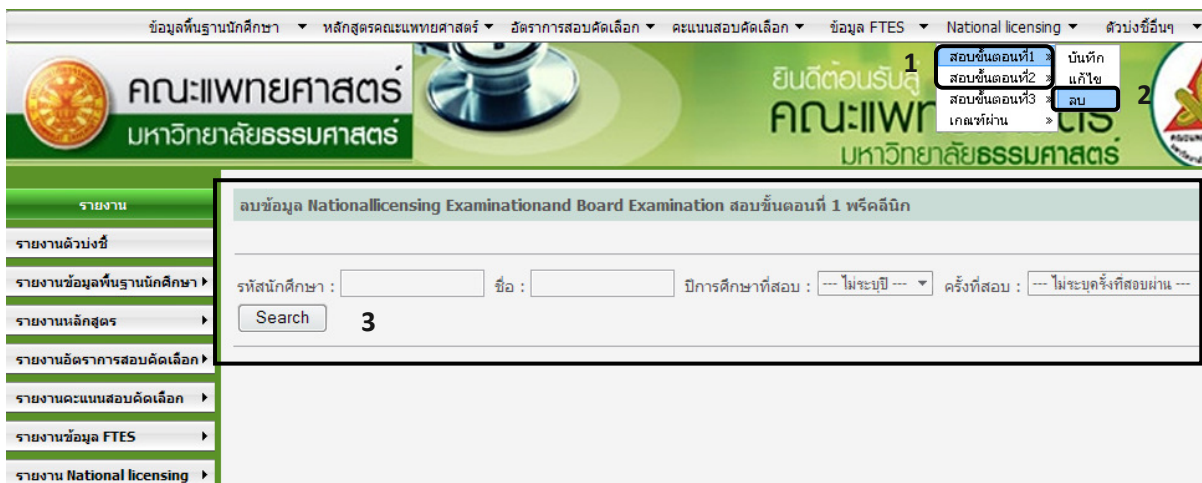 ข้อมูลพื้นฐานนักศึกษา หลักสูตรคณะแพทยศาสตร์ อัตราการสอบคัดเลือก คะแนนสอบคัดเลือก ข้อมูล FTES National licensing ตัวบ่งชี้อื่นๆ
1 สอบขั้นตอนที่1 » บันทึก
สอบขั้นตอนที่2 » แก้ไข
สอบขั้นตอนที่3 » ลบ 2
เกณฑ์ผ่าน »
คณะแพทยศาสตร์
มหาวิทยาลัยธรรมศาสตร์
ยินดีต้อนรับสู่
มหาวิทยาลัยธรรมศาสตร์
รายงาน
รายงานตัวบ่งชี้
รายงานข้อมูลพื้นฐานนักศึกษา
รายงานหลักสูตร
รายงานอัตราการสอบคัดเลือก
รายงานคะแนนสอบคัดเลือก
รายงานข้อมูล FTES
รายงาน National licensing
ลบข้อมูล Nationallicensing Examinationand Board Examination สอบขั้นตอนที่ 1 พรีคลีนิก
รหัสนักศึกษา : ชื่อ : ปีการศึกษาที่สอบ : --- ไม่ระบุปี --- ครั้งที่สอบ : --- ไม่ระบุครั้งที่สอบผ่าน ---
Search 3